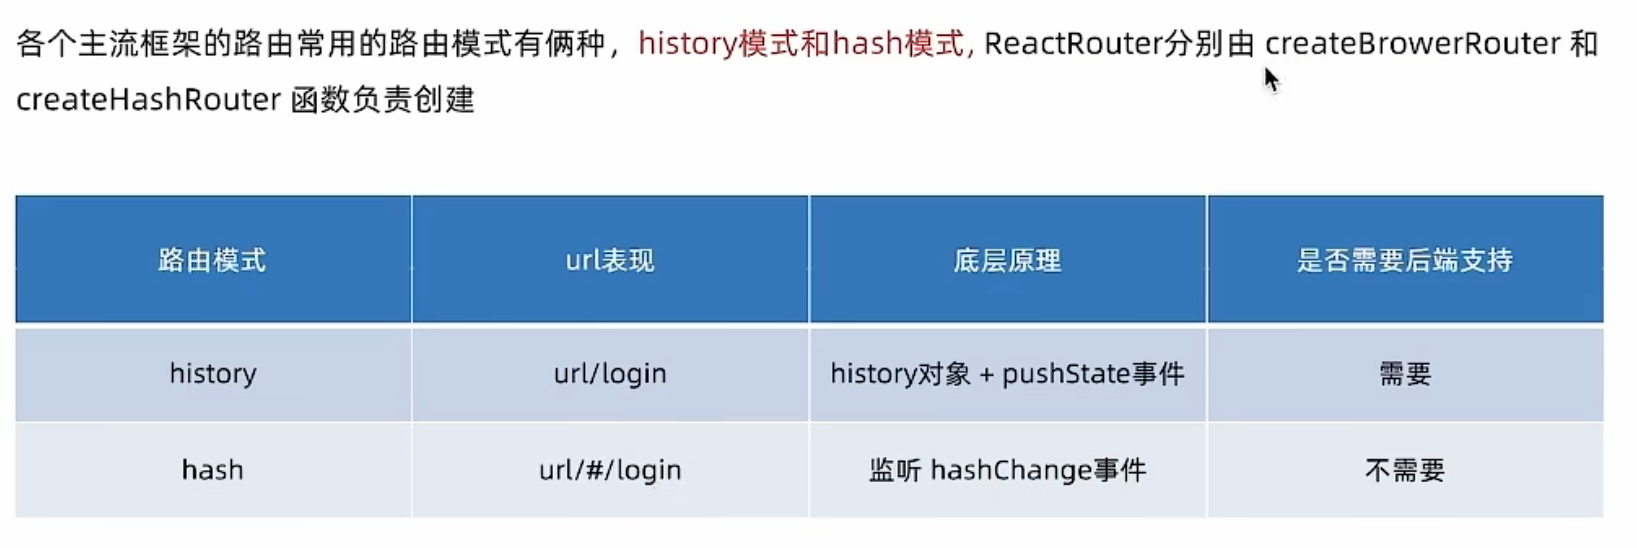 各个主流框架的路由常用的路由模式有俩种，history模式和hash模式, ReactRouter分别由 createBrowerRouter 和
createHashRouter 函数负责创建
路由模式 url表现 底层原理 是否需要后端支持
history url/login history对象 + pushState事件 需要
hash url/#/login 监听 hashChange事件 不需要